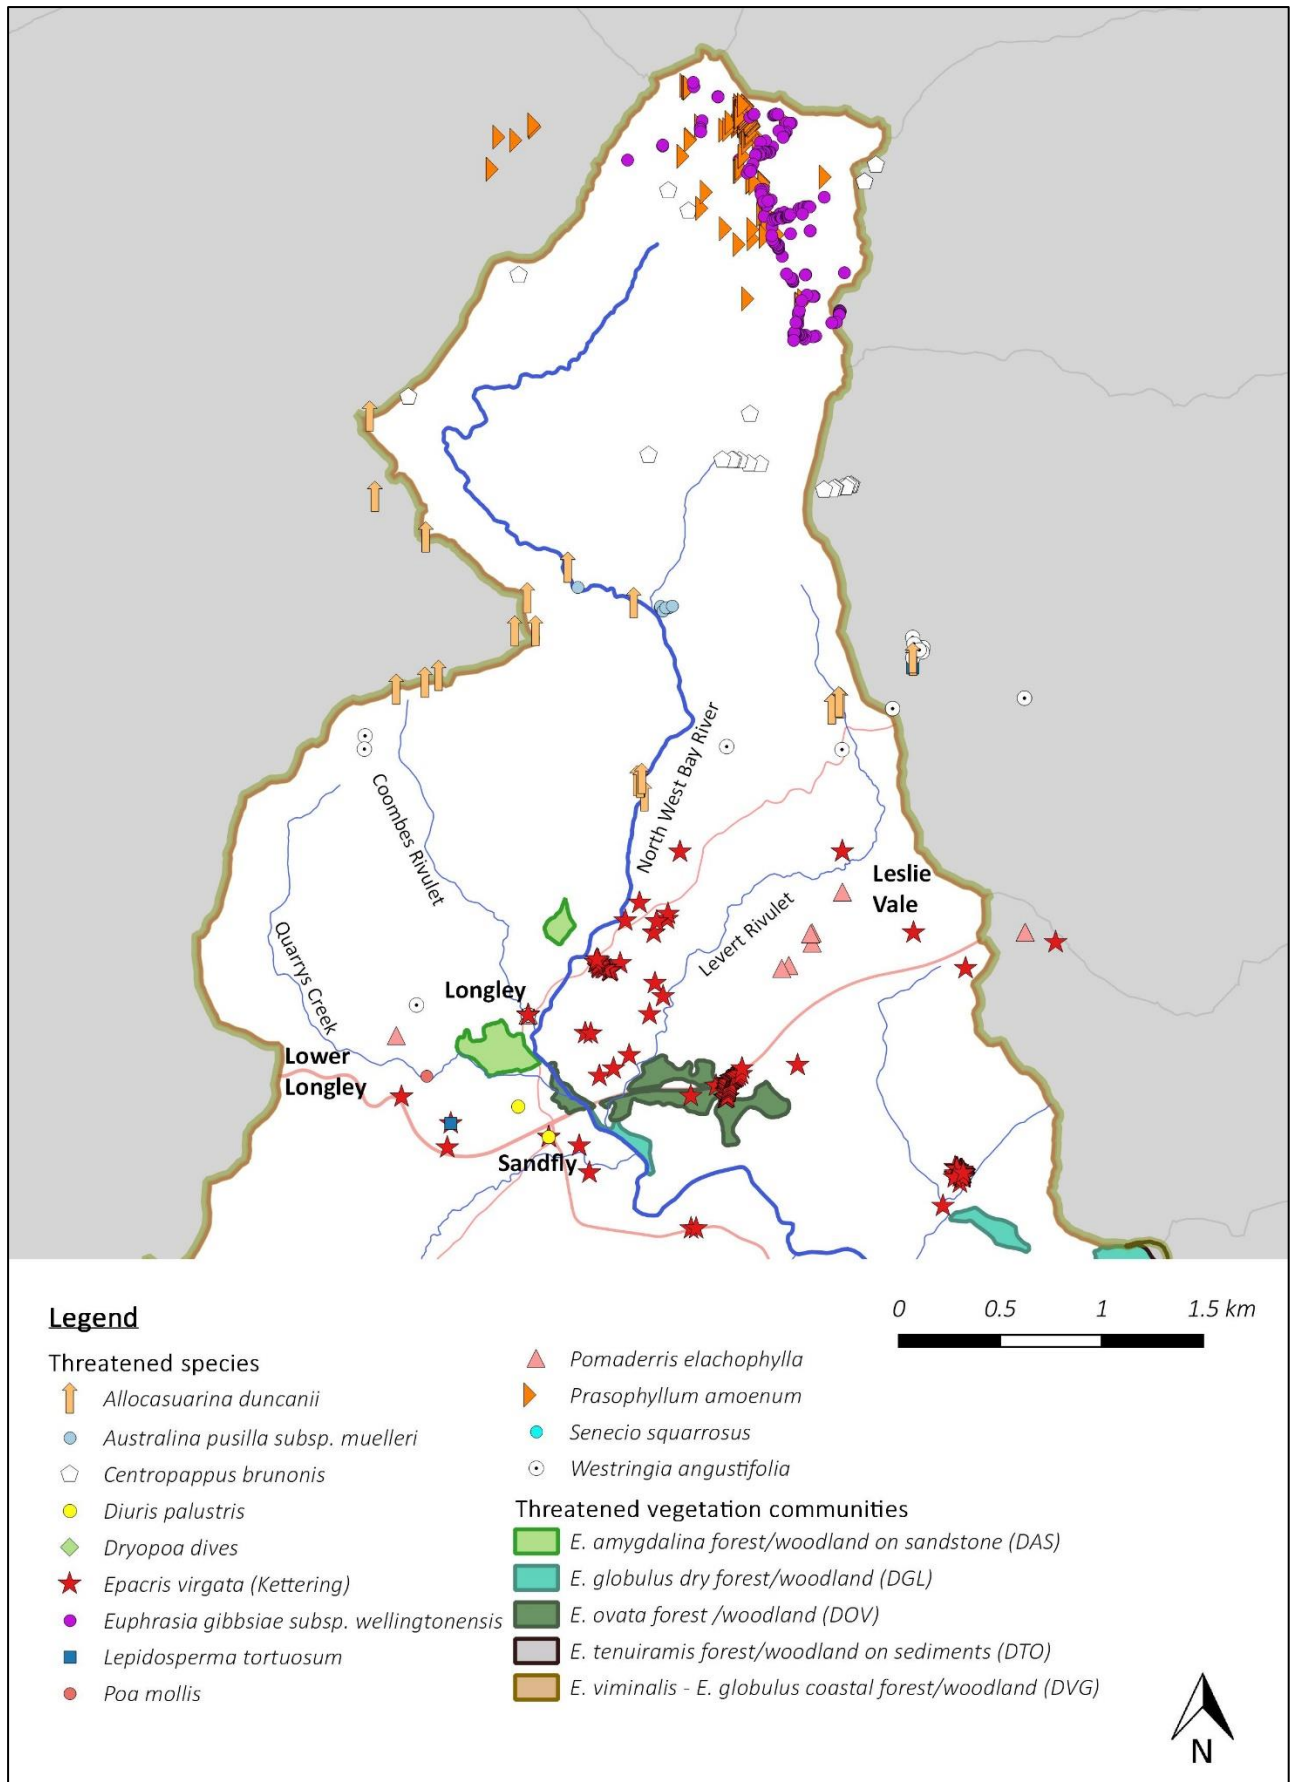 North West Bay River
Coombes Rivulet
Leslie
Vale
Levert Rivulet
Quarrys Creek
Longley
Lower
Longley
Sandfly
Legend
0 0.5 1 1.5 km
Threatened species
Allocasuarina duncanii
Australina pusilla subsp. muelleri
Centropappus brunonis
Diuris palustris
Dryopoa dives
Epacris virgata (Kettering)
Euphrasia gibbsiae subsp. wellingtonensis
Lepidosperma tortuosum
Poa mollis
Pomaderris elachophylla
Prasophyllum amoenum
Senecio squarrosus
Westringia angustifolia
Threatened vegetation communities
E. amygdalina forest/woodland on sandstone (DAS)
E. globulus dry forest/woodland (DGL)
E. ovata forest /woodland (DOV)
E. tenuiramis forest/woodland on sediments (DTO)
E. viminalis - E. globulus coastal forest/woodland (DVG)
N